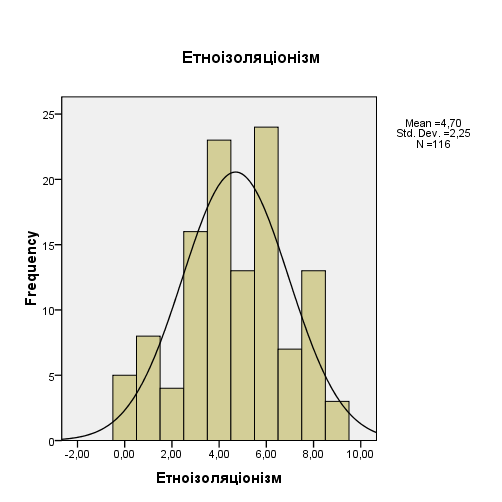 Етноізоляціонізм
Mean =4,70
Std. Dev. =2,25
N =116
25
20
15
10
5
0
Frequency
-2,00 0,00 2,00 4,00 6,00 8,00 10,00
Етноізоляціонізм